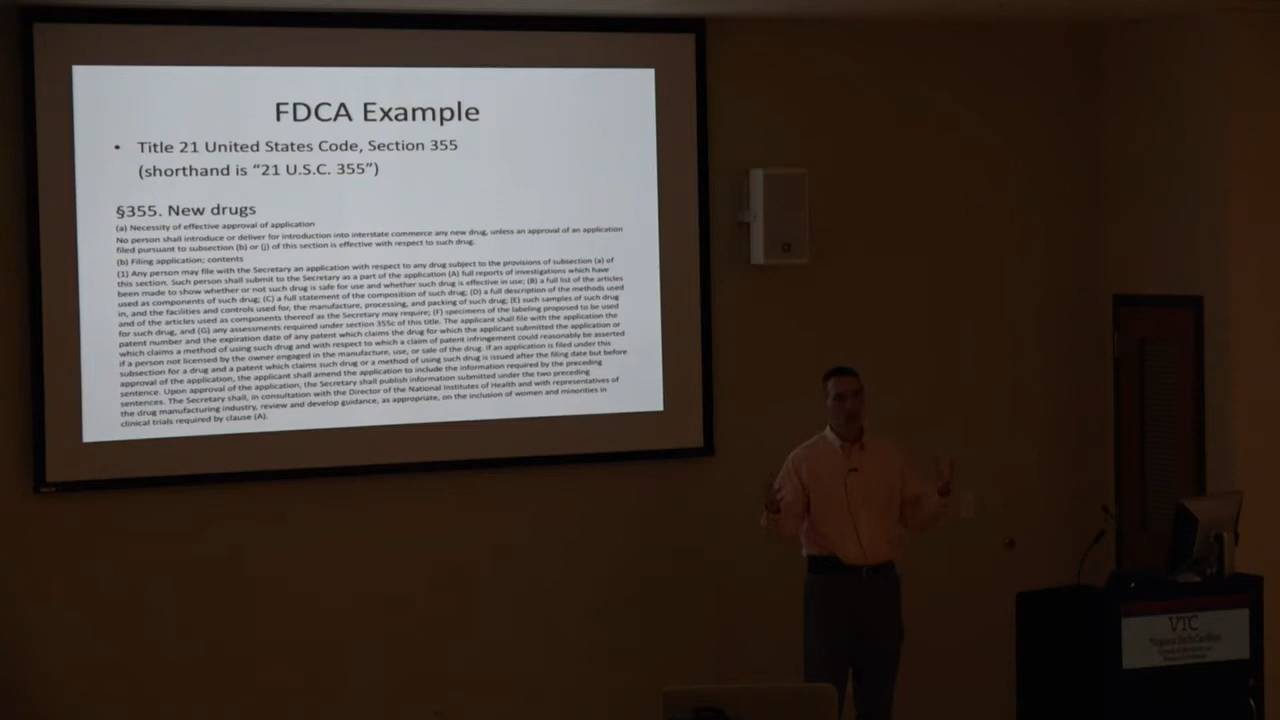 FDCA Example
• Title 21 United States Code, Section 355
(shorthand is “21 U.S.C. 355”)
§355. New drugs
(a) Necessity of effective approval of application
No person shall introduce or deliver for introduction into interstate commerce any new drug, unless an approval of an application
filed pursuant to subsection (b) or (j) of this section is effective with respect to such drug.
(b) Filing application; contents
(1) Any person may file with the Secretary an application with respect to any drug subject to the provisions of subsection (a) of
this section. Such person shall submit to the Secretary as a part of the application (A) full reports of investigations which have
been made to show whether or not such drug is safe for use and whether such drug is effective in use; (B) a full list of the articles
used as components of such drug; (C) a full statement of the composition of such drug; (D) a full description of the methods used
in, and the facilities and controls used for, the manufacture, processing, and packing of such drug; (E) such samples of such drug
and of the articles used as components thereof as the Secretary may require; (F) specimens of the labeling proposed to be used
for such drug, and (G) any assessments required under section 355c of this title. The applicant shall file with the application the
patent number and the expiration date of any patent which claims the drug for which the applicant submitted the application or
which claims a method of using such drug and with respect to which a claim of patent infringement could reasonably be asserted
if a person not licensed by the owner engaged in the manufacture, use, or sale of the drug. If an application is filed under this
subsection for a drug and a patent which claims such drug or a method of using such drug is issued after the filing date but before
approval of the application, the applicant shall amend the application to include the information required by the preceding
sentence. Upon approval of the application, the Secretary shall publish information submitted under the two preceding
sentences. The Secretary shall, in consultation with the Director of the National Institutes of Health and with representatives of
the drug manufacturing industry, review and develop guidance, as appropriate, on the inclusion of women and minorities in
clinical trials required by clause (A).
VTC
Virginia Tech Carilion